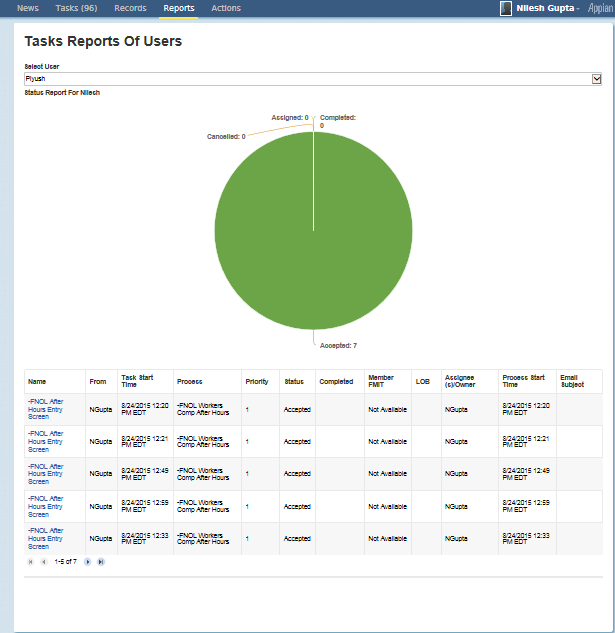 News Tasks (96) Records Reports Actions Nilesh Gupta Appian
Tasks Reports Of Users
Select User
Piyush
Status Report For Nilesh
Assigned: 0 Completed:
0
Cancelled: 0
Accepted: 7
Name From Task Start Time Process Priority Status Completed Member FMIT LOB Assignee (s)/Owner Process Start Time Email Subject
-FNOL After Hours Entry Screen NGupta 8/24/2015 12:20 PM EDT -FNOL Workers Comp After Hours 1 Accepted Not Available NGupta 8/24/2015 12:20 PM EDT
-FNOL After Hours Entry Screen NGupta 8/24/2015 12:21 PM EDT -FNOL Workers Comp After Hours 1 Accepted Not Available NGupta 8/24/2015 12:21 PM EDT
-FNOL After Hours Entry Screen NGupta 8/24/2015 12:49 PM EDT -FNOL Workers Comp After Hours 1 Accepted Not Available NGupta 8/24/2015 12:49 PM EDT
-FNOL After Hours Entry Screen NGupta 8/24/2015 12:59 PM EDT -FNOL Workers Comp After Hours 1 Accepted Not Available NGupta 8/24/2015 12:59 PM EDT
-FNOL After Hours Entry Screen NGupta 8/24/2015 12:33 PM EDT -FNOL Workers Comp After Hours 1 Accepted Not Available NGupta 8/24/2015 12:33 PM EDT
1-5 of 7